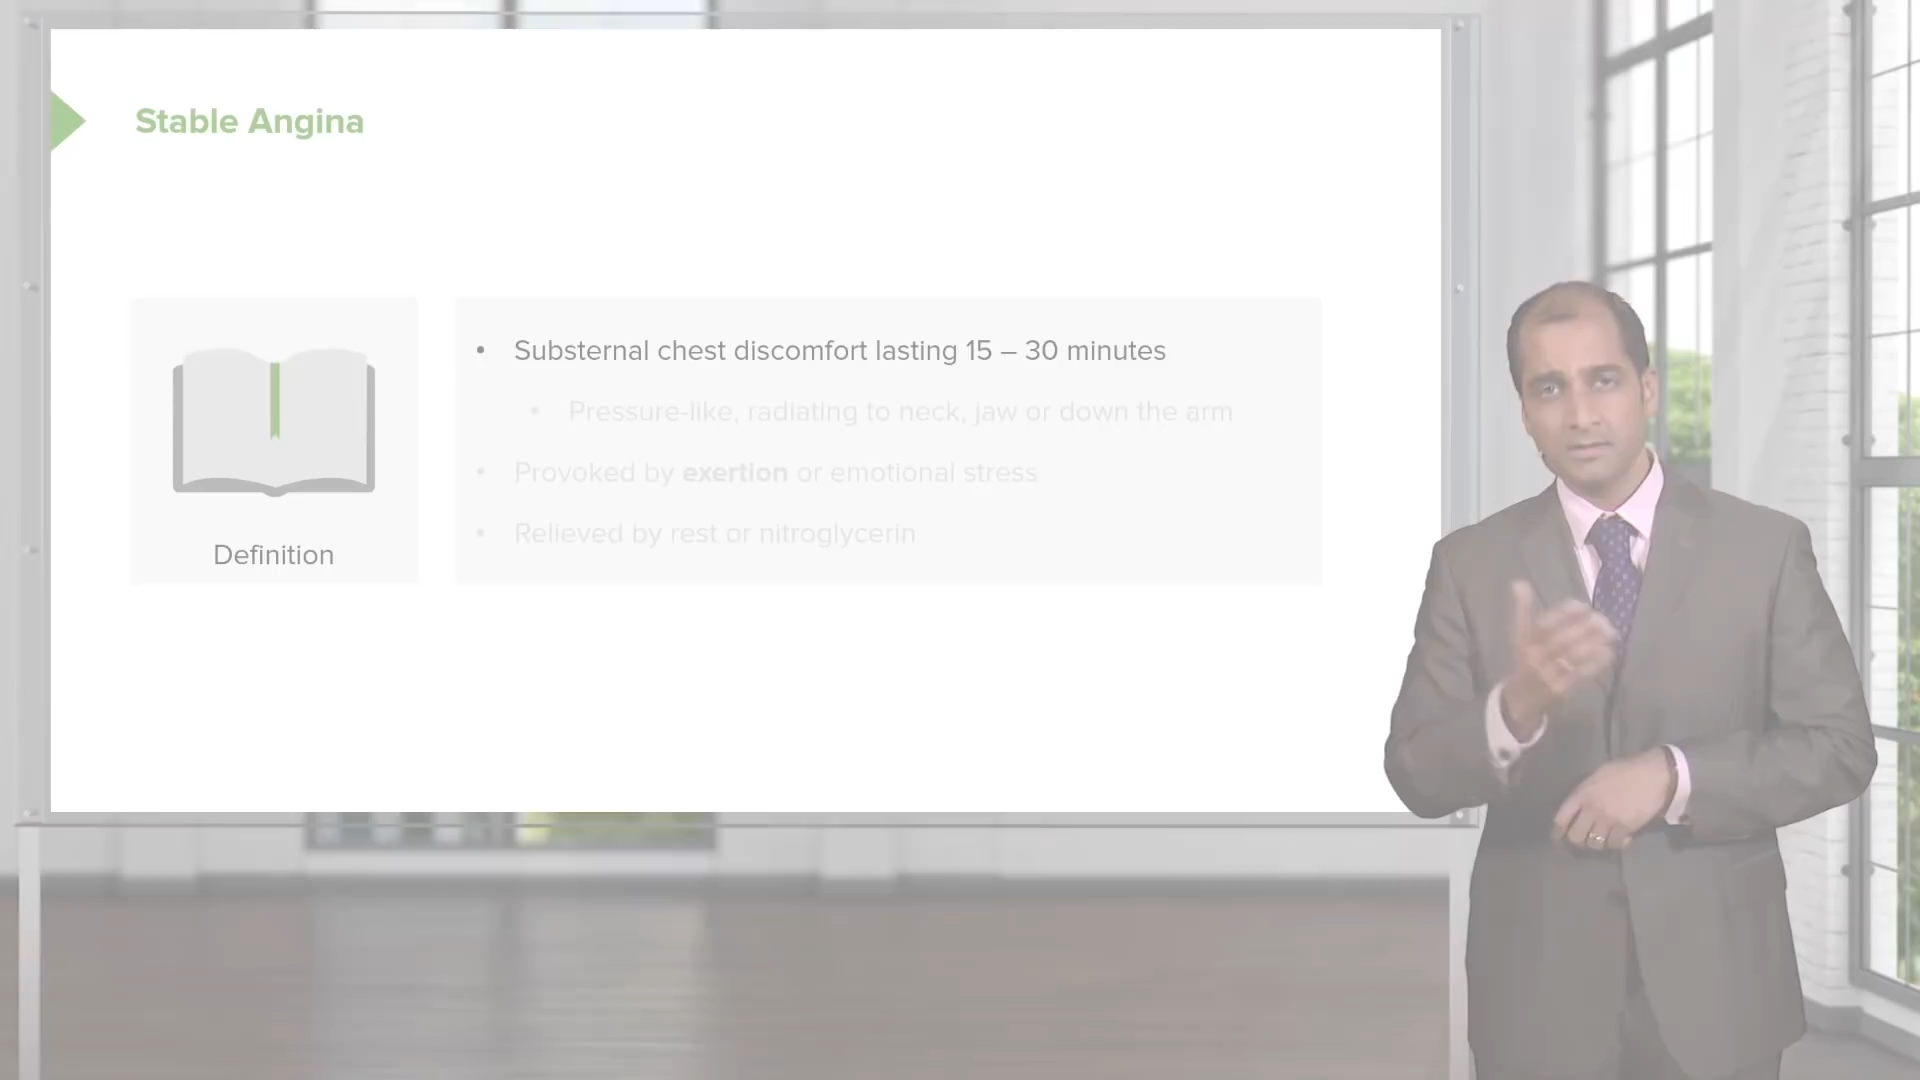 Stable Angina
Definition
• Substernal chest discomfort lasting 15 – 30 minutes
• Pressure-like, radiating to neck, jaw or down the arm
• Provoked by exertion or emotional stress
• Relieved by rest or nitroglycerin